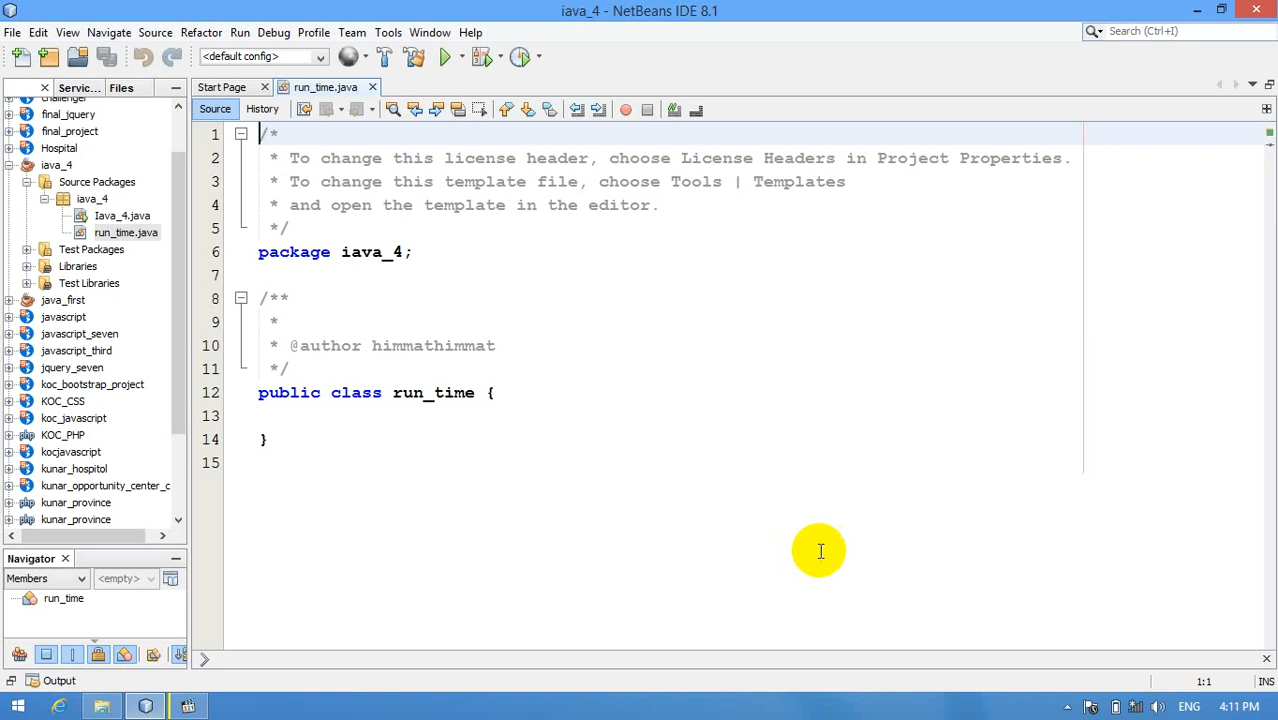 iava_4 - NetBeans IDE 8.1
File Edit View Navigate Source Refactor Run Debug Profile Team Tools Window Help
Search (Ctrl+I)
<default config>
Servic... Files
Start Page run_time.java
Source History
challenger
final_jquery
final_project
Hospital
iava_4
Source Packages
iava_4
Iava_4.java
run_time.java
Test Packages
Libraries
Test Libraries
java_first
javascript
javascript_seven
javascript_third
jquery_seven
koc_bootstrap_project
KOC_CSS
koc_javascript
KOC_PHP
kocjavascript
kunar_hospitol
kunar_opportunity_center_c
kunar_province
kunar_province
1 /*
2 * To change this license header, choose License Headers in Project Properties.
3 * To change this template file, choose Tools | Templates
4 * and open the template in the editor.
5 */
6 package iava_4;
7
8 /**
9 *
10 * @author himmathimmat
11 */
12 public class run_time {
13
14 }
15
Navigator
Members <empty>
run_time
Output
1:1 INS
ENG 4:11 PM